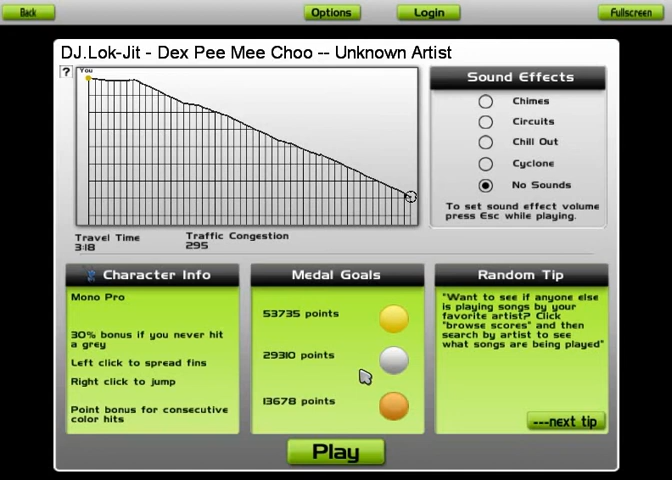 Back
Options
Login
Fullscreen
DJ.Lok-Jit - Dex Pee Mee Choo -- Unknown Artist
?
You
Travel Time
3:18
Traffic Congestion
295
Sound Effects
Chimes
Circuits
Chill Out
Cyclone
No Sounds
To set sound effect volume
press Esc while playing.
Character Info
Mono Pro
30% bonus if you never hit
a grey
Left click to spread fins
Right click to jump
Point bonus for consecutive
color hits
Medal Goals
53735 points
29310 points
13678 points
Random Tip
"Want to see if anyone else
is playing songs by your
favorite artist? Click
"browse scores" and then
search by artist to see
what songs are being played"
---next tip
Play